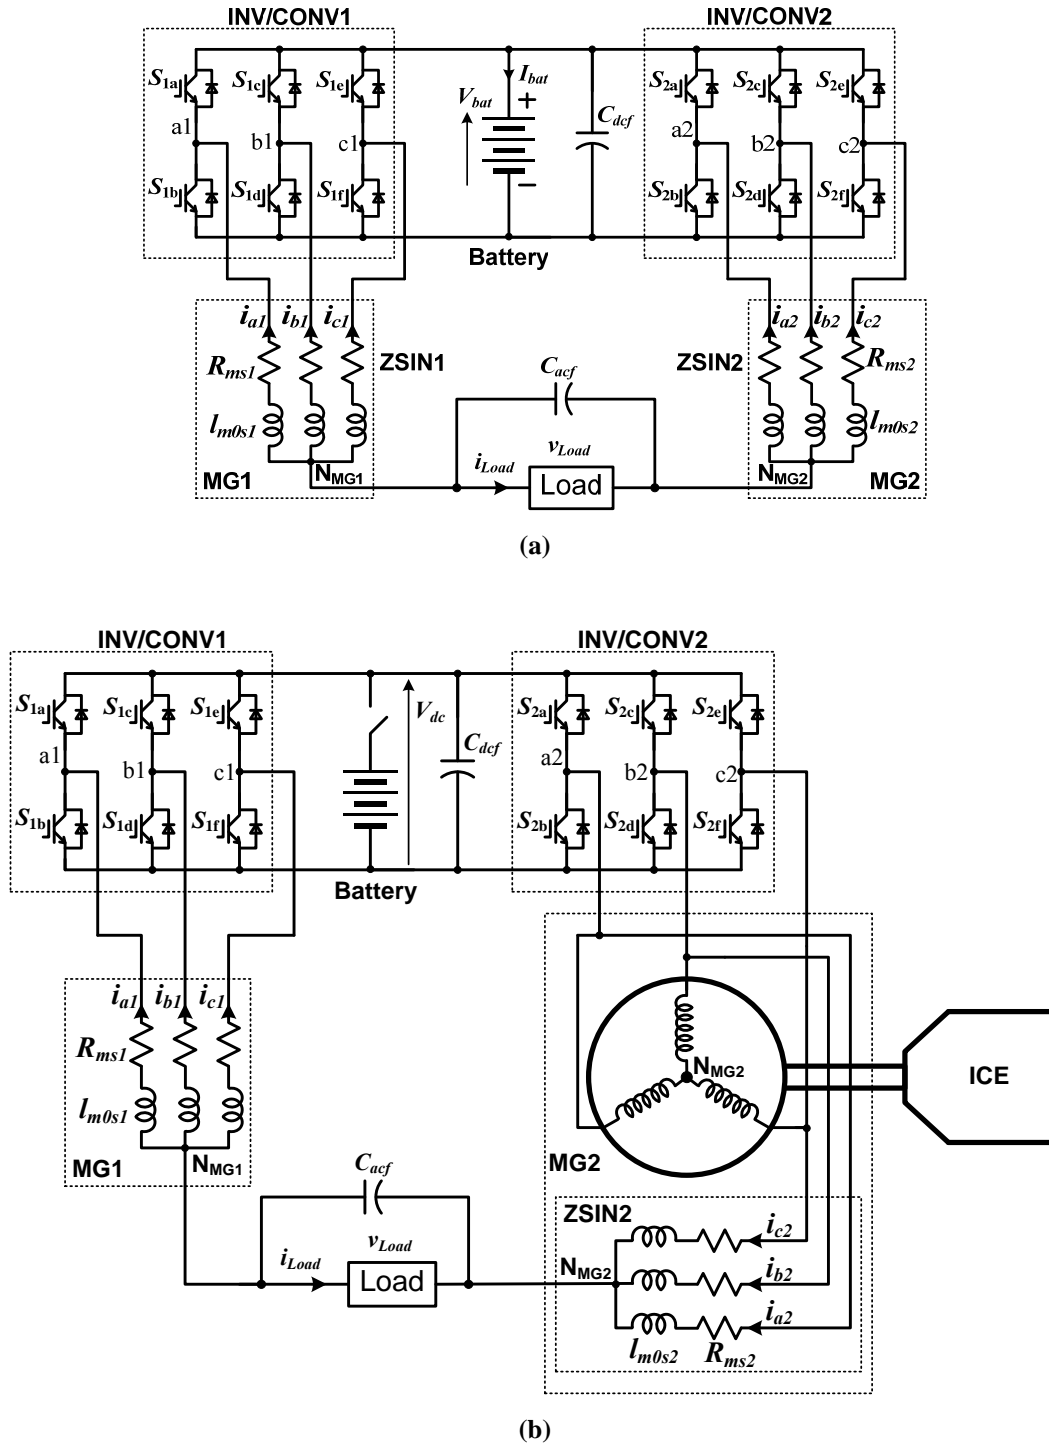 INV/CONV1 INV/CONV2
S1a S1c S1e Vbat Ibat + Cdcf S2a S2c S2e
a1 b1 c1 a2 b2 c2
S1b S1d S1f − S2b S2d S2f
Battery
ia1 ib1 ic1 ia2 ib2 ic2
Rms1 ZSIN1 Cacf ZSIN2 Rms2
lm0s1 vLoad lm0s2
MG1 NMG1 iLoad Load NMG2 MG2
(a)
INV/CONV1 INV/CONV2
S1a S1c S1e Vdc Cdcf S2a S2c S2e
a1 b1 c1 a2 b2 c2
S1b S1d S1f S2b S2d S2f
Battery
ia1 ib1 ic1
Rms1 NMG2 ICE
lm0s1
MG1 NMG1 Cacf MG2
ZSIN2 ic2
iLoad vLoad Load NMG2 ib2
ia2
lm0s2 Rms2
(b)